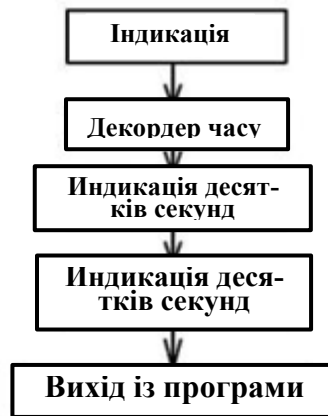 Індикація
Декордер часу
Индикація десят-
ків секунд
Индикація деся-
тків секунд
Вихід із програми